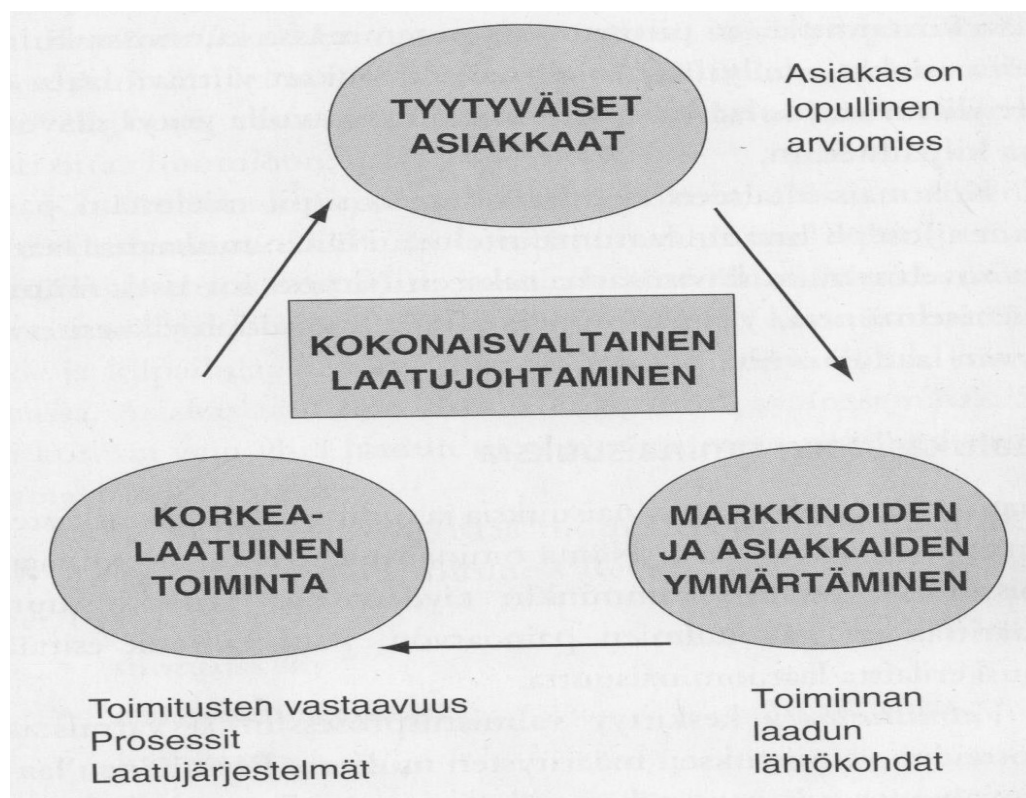 TYYTYVÄISET
ASIAKKAAT
Asiakas on
lopullinen
arviomies
KOKONAISVALTAINEN
LAATUJOHTAMINEN
KORKEA-
LAATUINEN
TOIMINTA
MARKKINOIDEN
JA ASIAKKAIDEN
YMMÄRTÄMINEN
Toimitusten vastaavuus
Prosessit
Laatujärjestelmät
Toiminnan
laadun
lähtökohdat